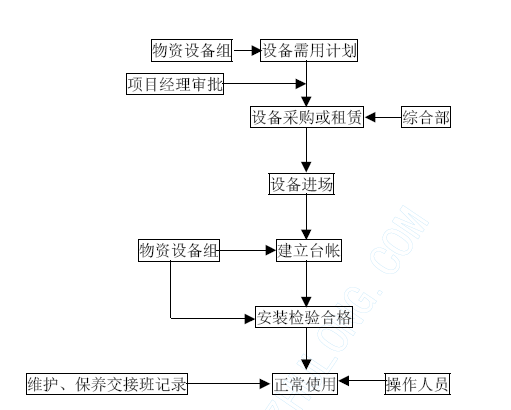 物资设备组 设备需用计划
项目经理审批
设备采购或租赁 综合部
设备进场
物资设备组 建立台帐
安装检验合格
维护、保养交接班记录 正常使用 操作人员